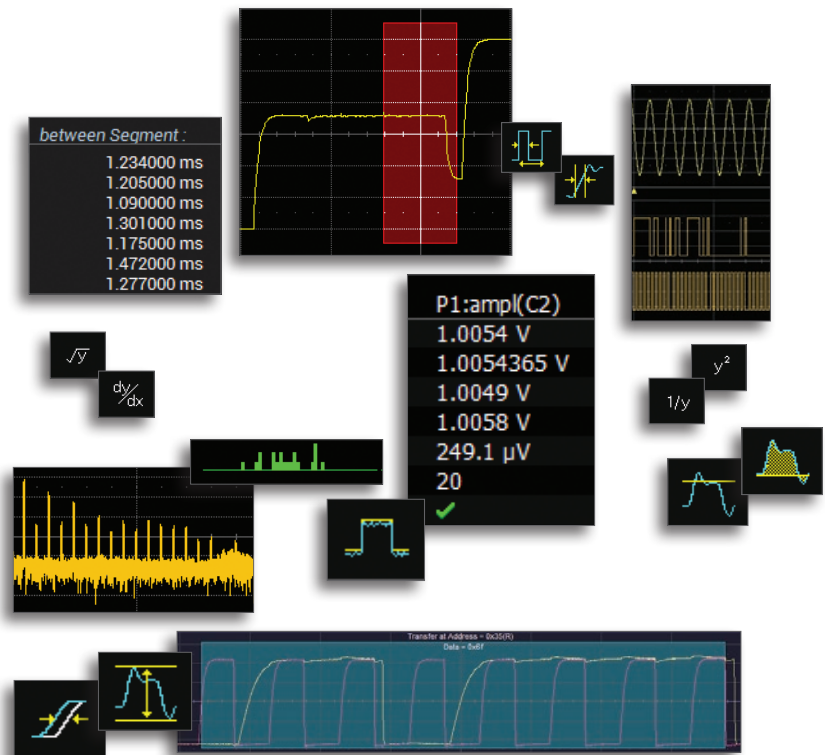 between Segment :
1.234000 ms
1.205000 ms
1.090000 ms
1.301000 ms
1.175000 ms
1.472000 ms
1.277000 ms
P1:ampl(C2)
1.0054 V
1.0054365 V
1.0049 V
1.0058 V
249.1 µV
20
√y
dy/dx
y²
1/y
Transfer at Address = 0x35(R)
Data = 0x6f